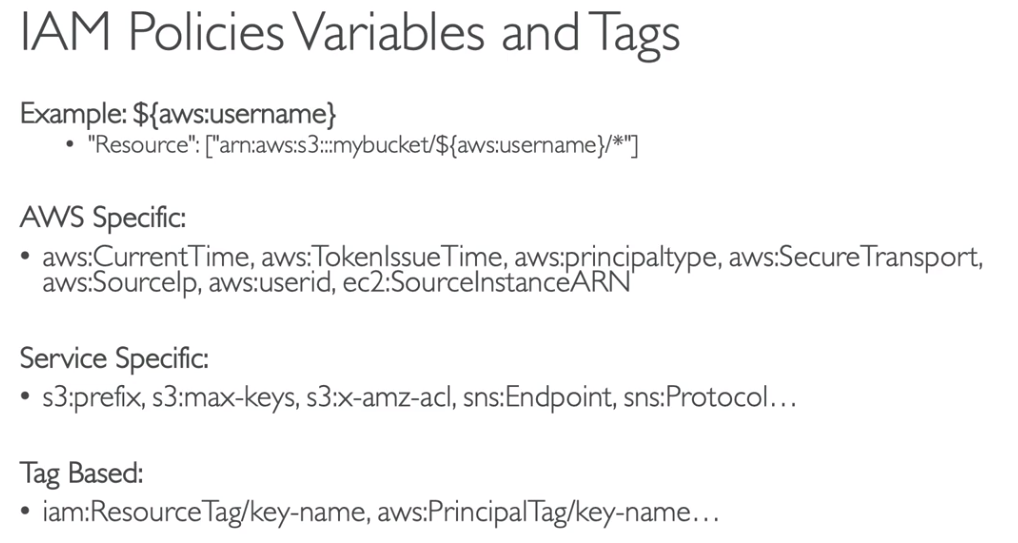 IAM Policies Variables and Tags
Example: ${aws:username}
• "Resource": ["arn:aws:s3:::mybucket/${aws:username}/*"]
AWS Specific:
• aws:CurrentTime, aws:TokenIssueTime, aws:principaltype, aws:SecureTransport,
aws:SourceIp, aws:userid, ec2:SourceInstanceARN
Service Specific:
• s3:prefix, s3:max-keys, s3:x-amz-acl, sns:Endpoint, sns:Protocol…
Tag Based:
• iam:ResourceTag/key-name, aws:PrincipalTag/key-name…